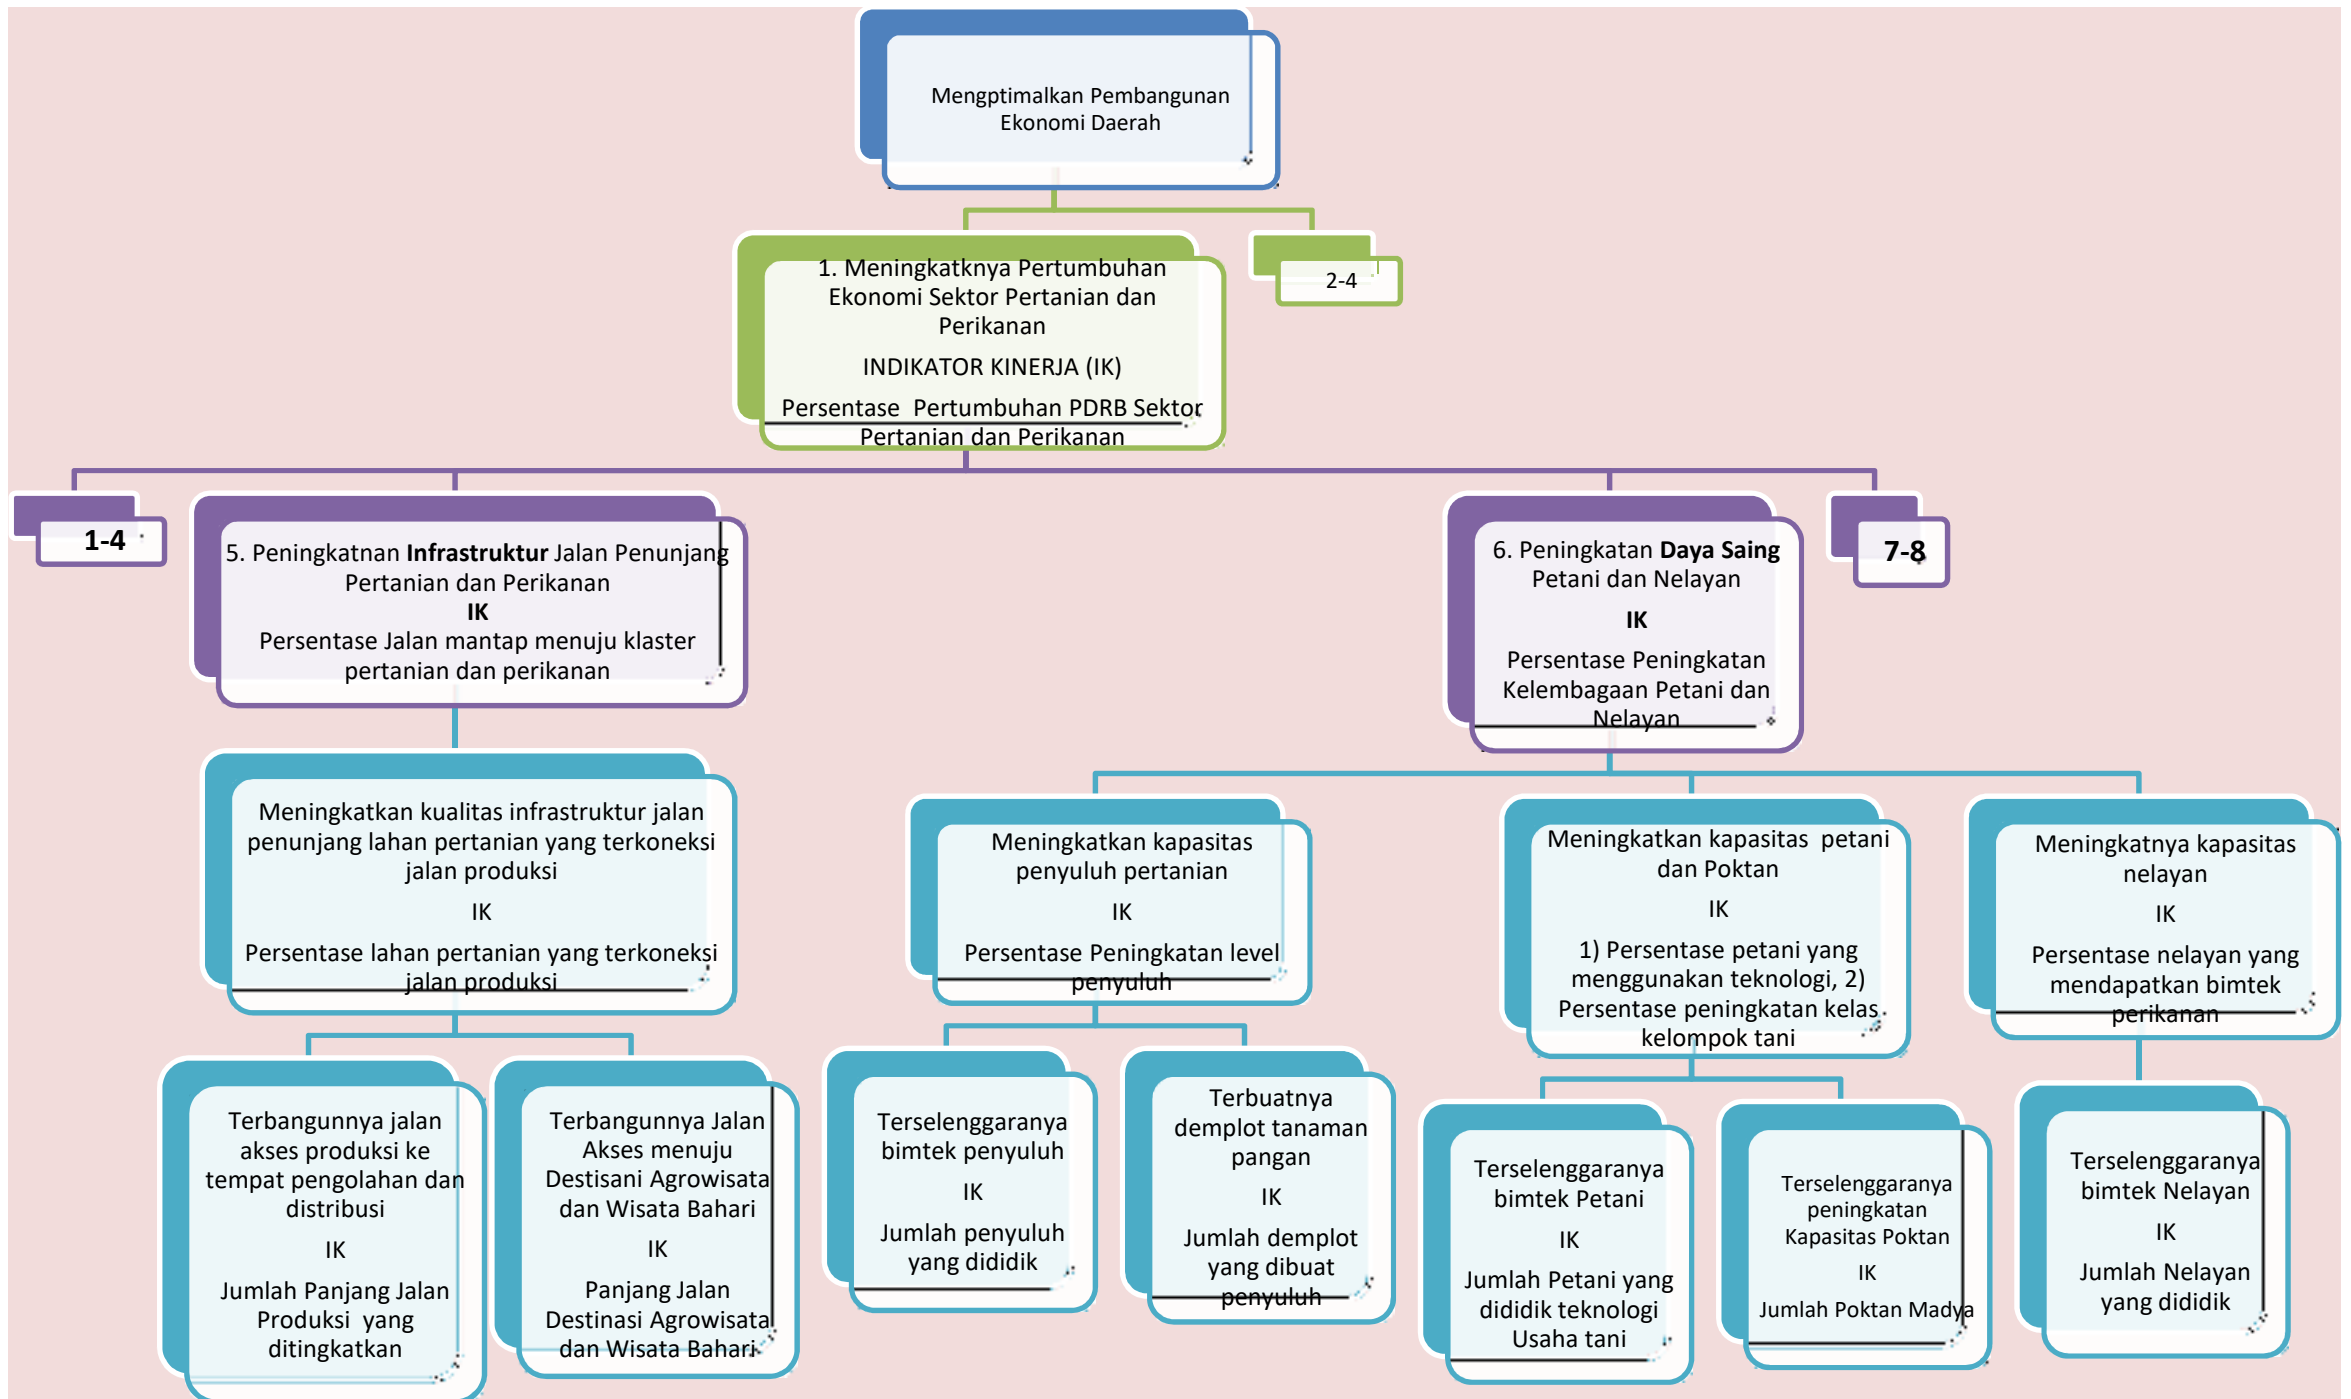 Mengptimalkan Pembangunan
Ekonomi Daerah
1. Meningkatknya Pertumbuhan
Ekonomi Sektor Pertanian dan
Perikanan
INDIKATOR KINERJA (IK)
Persentase Pertumbuhan PDRB Sektor
Pertanian dan Perikanan
2-4
1-4
5. Peningkatnan Infrastruktur Jalan Penunjang
Pertanian dan Perikanan
IK
Persentase Jalan mantap menuju klaster
pertanian dan perikanan
6. Peningkatan Daya Saing
Petani dan Nelayan
IK
Persentase Peningkatan
Kelembagaan Petani dan
Nelayan
7-8
Meningkatkan kualitas infrastruktur jalan
penunjang lahan pertanian yang terkoneksi
jalan produksi
IK
Persentase lahan pertanian yang terkoneksi
jalan produksi
Meningkatkan kapasitas
penyuluh pertanian
IK
Persentase Peningkatan level
penyuluh
Meningkatkan kapasitas petani
dan Poktan
IK
1) Persentase petani yang
menggunakan teknologi, 2)
Persentase peningkatan kelas
kelompok tani
Meningkatnya kapasitas
nelayan
IK
Persentase nelayan yang
mendapatkan bimtek
perikanan
Terbangunnya jalan
akses produksi ke
tempat pengolahan dan
distribusi
IK
Jumlah Panjang Jalan
Produksi yang
ditingkatkan
Terbangunnya Jalan
Akses menuju
Destisani Agrowisata
dan Wisata Bahari
IK
Panjang Jalan
Destinasi Agrowisata
dan Wisata Bahari
Terselenggaranya
bimtek penyuluh
IK
Jumlah penyuluh
yang dididik
Terbuatnya
demplot tanaman
pangan
IK
Jumlah demplot
yang dibuat
penyuluh
Terselenggaranya
bimtek Petani
IK
Jumlah Petani yang
dididik teknologi
Usaha tani
Terselenggaranya
peningkatan
Kapasitas Poktan
IK
Jumlah Poktan Madya
Terselenggaranya
bimtek Nelayan
IK
Jumlah Nelayan
yang dididik